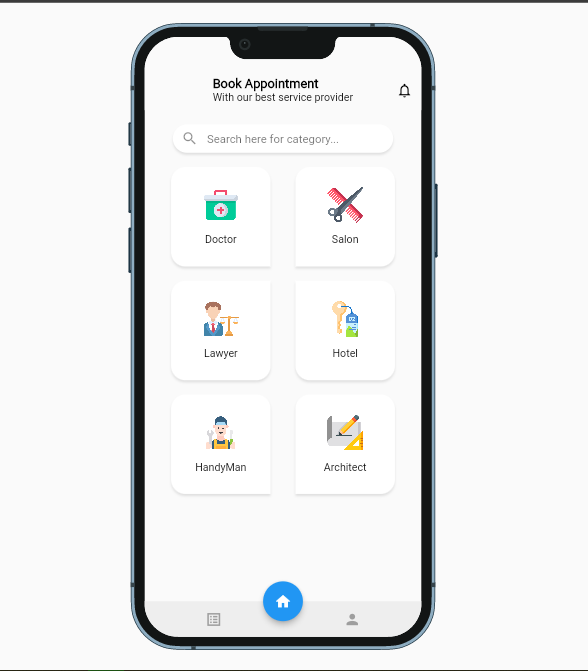 Book Appointment
With our best service provider
Search here for category...
Doctor
Salon
Lawyer
Hotel
HandyMan
Architect